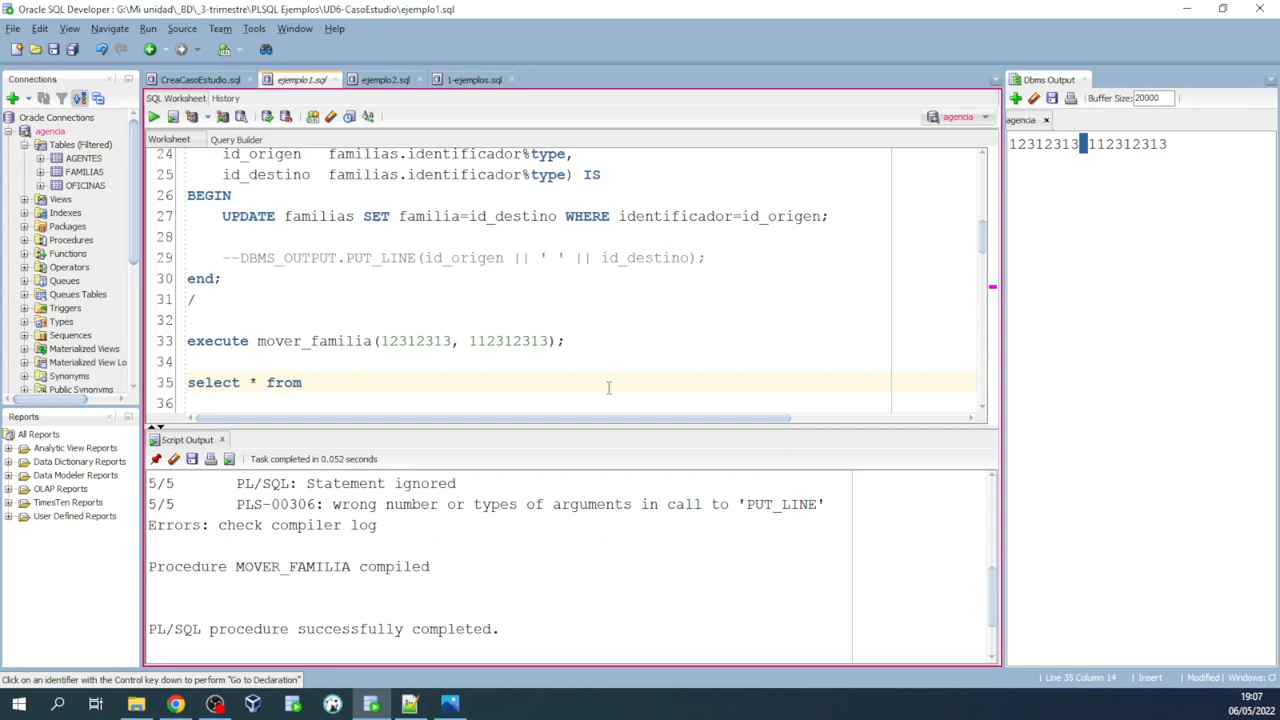 Oracle SQL Developer : G:\Mi unidad\_BD\_3-trimestre\PLSQL Ejemplos\UD6-CasoEstudio\ejemplo1.sql
File Edit View Navigate Run Source Team Tools Window Help
Connections
CreaCasoEstudio.sql
ejemplo1.sql
ejemplo2.sql
1-ejemplos.sql
Dbms Output
SQL Worksheet History
Buffer Size: 20000
Oracle Connections
agencia
Tables (Filtered)
AGENTES
FAMILIAS
OFICINAS
Views
Indexes
Packages
Procedures
Functions
Operators
Queues
Queues Tables
Triggers
Types
Sequences
Materialized Views
Materialized View Lo
Synonyms
Public Synonyms
agencia
agencia
Worksheet Query Builder
12312313 112312313
24 id_origen familias.identificador%type,
25 id_destino familias.identificador%type) IS
26 BEGIN
27 UPDATE familias SET familia=id_destino WHERE identificador=id_origen;
28
29 --DBMS_OUTPUT.PUT_LINE(id_origen || ' ' || id_destino);
30 end;
31 /
32
33 execute mover_familia(12312313, 112312313);
34
35 select * from
36
Reports
All Reports
Analytic View Reports
Data Dictionary Reports
Data Modeler Reports
OLAP Reports
TimesTen Reports
User Defined Reports
Script Output
Task completed in 0.052 seconds
5/5 PL/SQL: Statement ignored
5/5 PLS-00306: wrong number or types of arguments in call to 'PUT_LINE'
Errors: check compiler log
Procedure MOVER_FAMILIA compiled
PL/SQL procedure successfully completed.
Click on an identifier with the Control key down to perform "Go to Declaration"
Line 35 Column 14 Insert Modified Windows: C
19:07
06/05/2022